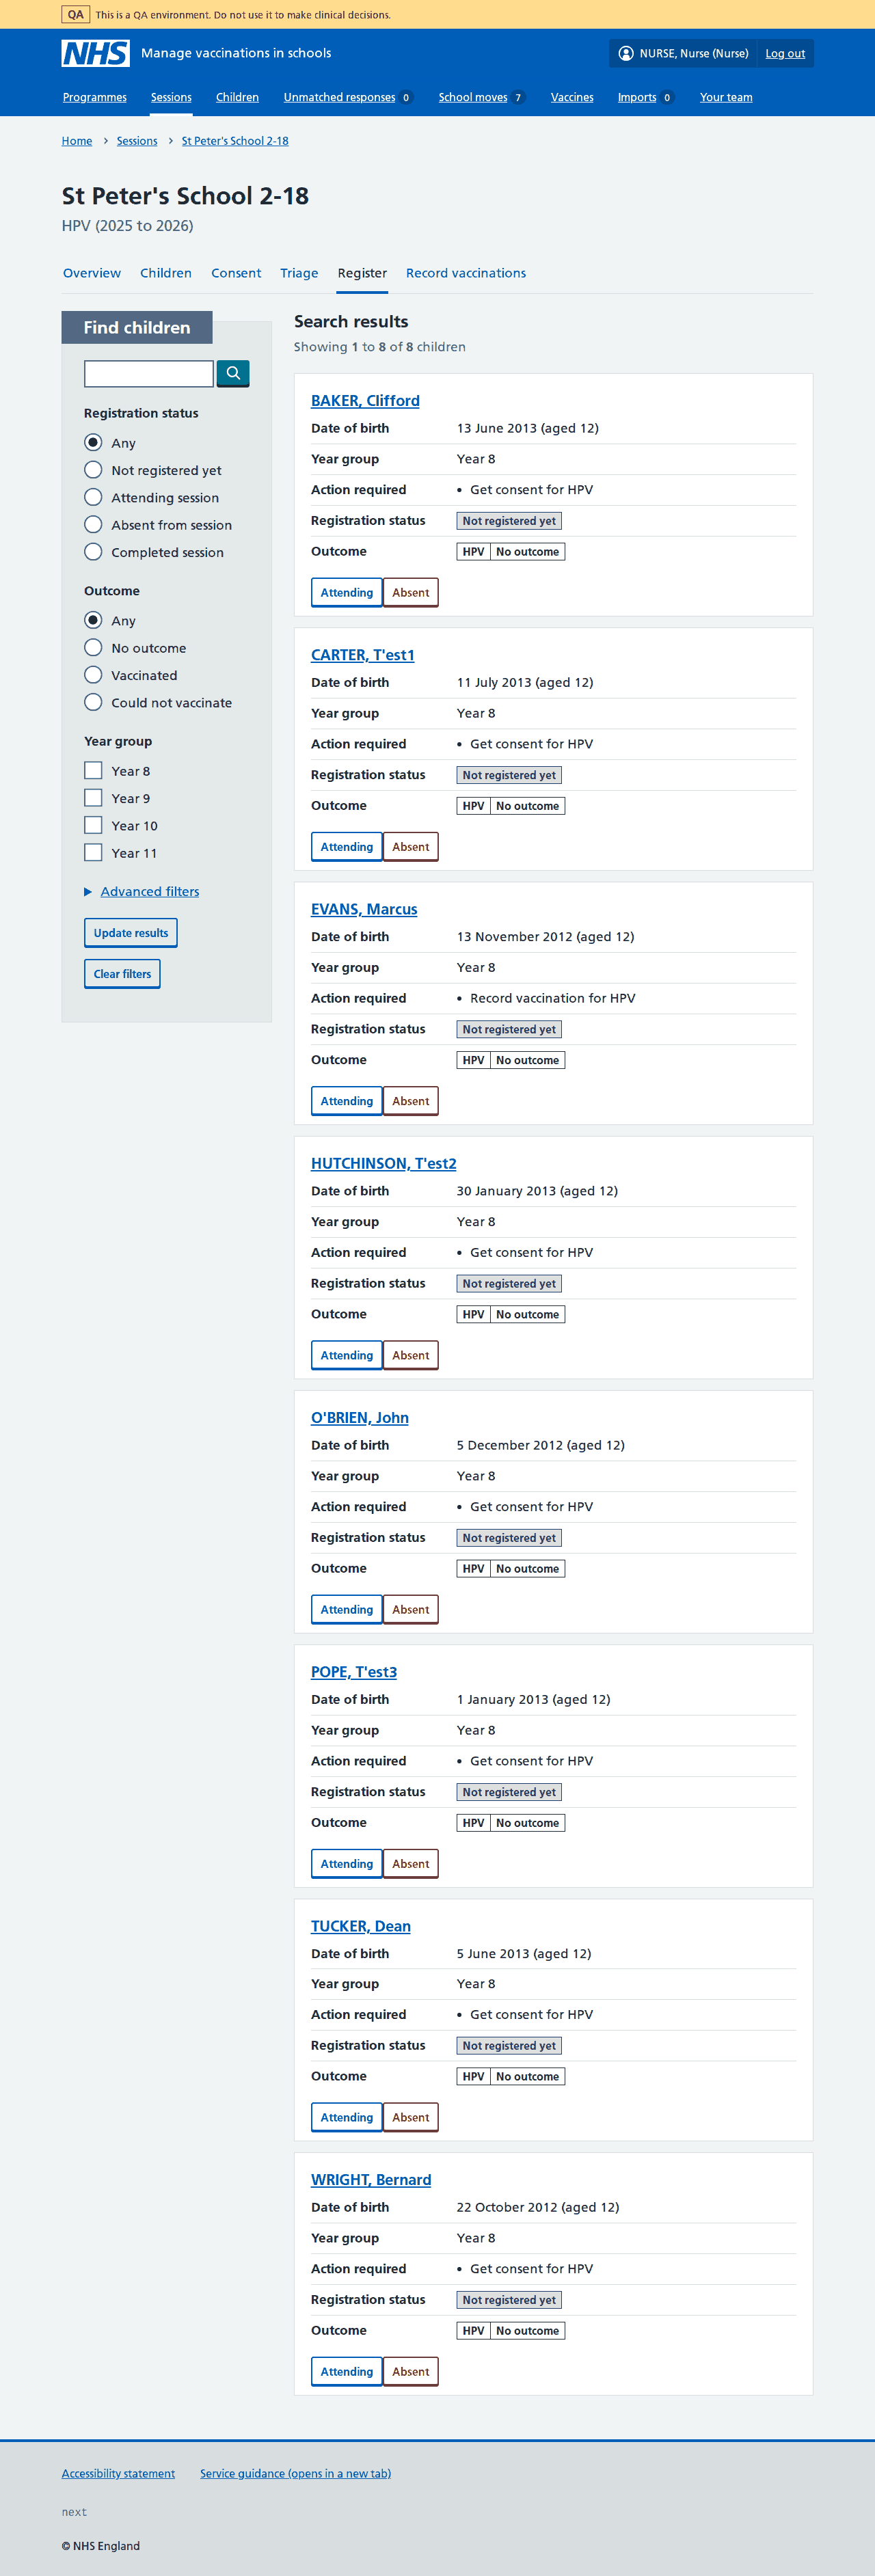 QA This is a QA environment. Do not use it to make clinical decisions.
NHS Manage vaccinations in schools NURSE, Nurse (Nurse) Log out
Programmes Sessions Children Unmatched responses 0 School moves 7 Vaccines Imports 0 Your team
Home Sessions St Peter's School 2-18
St Peter's School 2-18
HPV (2025 to 2026)
Overview Children Consent Triage Register Record vaccinations
Find children
Registration status
Any
Not registered yet
Attending session
Absent from session
Completed session
Outcome
Any
No outcome
Vaccinated
Could not vaccinate
Year group
Year 8
Year 9
Year 10
Year 11
Advanced filters
Update results
Clear filters
Search results
Showing 1 to 8 of 8 children
BAKER, Clifford
Date of birth 13 June 2013 (aged 12)
Year group Year 8
Action required • Get consent for HPV
Registration status Not registered yet
Outcome HPV No outcome
Attending Absent
CARTER, T'est1
Date of birth 11 July 2013 (aged 12)
Year group Year 8
Action required • Get consent for HPV
Registration status Not registered yet
Outcome HPV No outcome
Attending Absent
EVANS, Marcus
Date of birth 13 November 2012 (aged 12)
Year group Year 8
Action required • Record vaccination for HPV
Registration status Not registered yet
Outcome HPV No outcome
Attending Absent
HUTCHINSON, T'est2
Date of birth 30 January 2013 (aged 12)
Year group Year 8
Action required • Get consent for HPV
Registration status Not registered yet
Outcome HPV No outcome
Attending Absent
O'BRIEN, John
Date of birth 5 December 2012 (aged 12)
Year group Year 8
Action required • Get consent for HPV
Registration status Not registered yet
Outcome HPV No outcome
Attending Absent
POPE, T'est3
Date of birth 1 January 2013 (aged 12)
Year group Year 8
Action required • Get consent for HPV
Registration status Not registered yet
Outcome HPV No outcome
Attending Absent
TUCKER, Dean
Date of birth 5 June 2013 (aged 12)
Year group Year 8
Action required • Get consent for HPV
Registration status Not registered yet
Outcome HPV No outcome
Attending Absent
WRIGHT, Bernard
Date of birth 22 October 2012 (aged 12)
Year group Year 8
Action required • Get consent for HPV
Registration status Not registered yet
Outcome HPV No outcome
Attending Absent
Accessibility statement Service guidance (opens in a new tab)
next
© NHS England